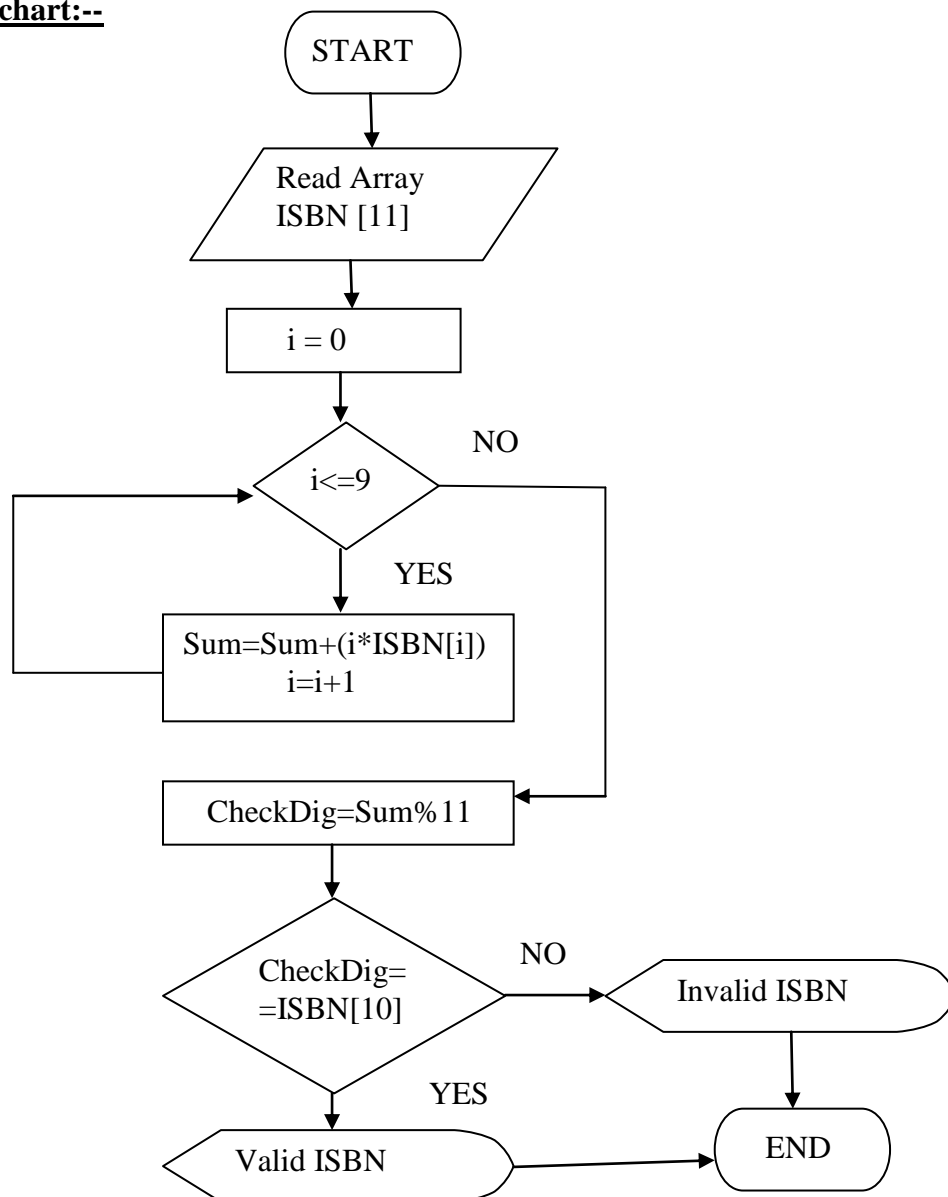 chart:--
START
Read Array
ISBN [11]
i = 0
NO
i<=9
YES
Sum=Sum+(i*ISBN[i])
i=i+1
CheckDig=Sum%11
NO
CheckDig=
=ISBN[10]
Invalid ISBN
YES
Valid ISBN
END